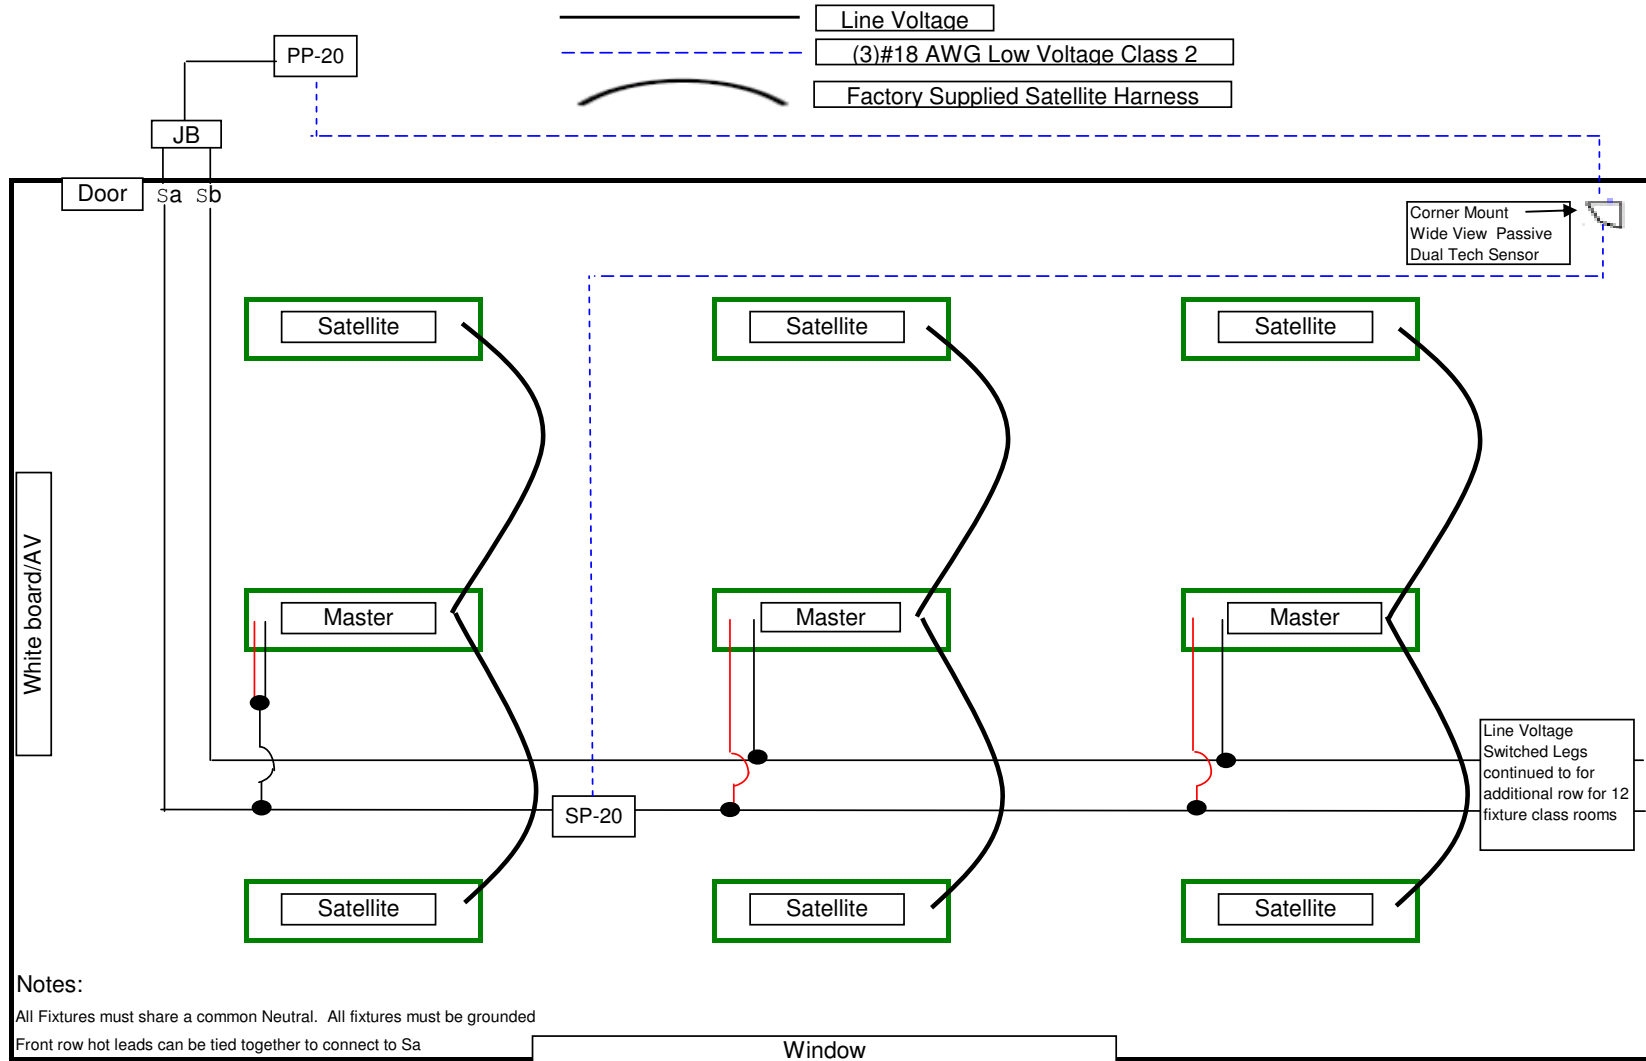 Line Voltage
(3)#18 AWG Low Voltage Class 2
Factory Supplied Satellite Harness
PP-20
JB
Door
Sa Sb
Corner Mount
Wide View Passive
Dual Tech Sensor
Satellite
Satellite
Satellite
White board/AV
Master
Master
Master
Line Voltage
Switched Legs
continued to for
additional row for 12
fixture class rooms
SP-20
Satellite
Satellite
Satellite
Notes:
All Fixtures must share a common Neutral. All fixtures must be grounded
Front row hot leads can be tied together to connect to Sa
Window